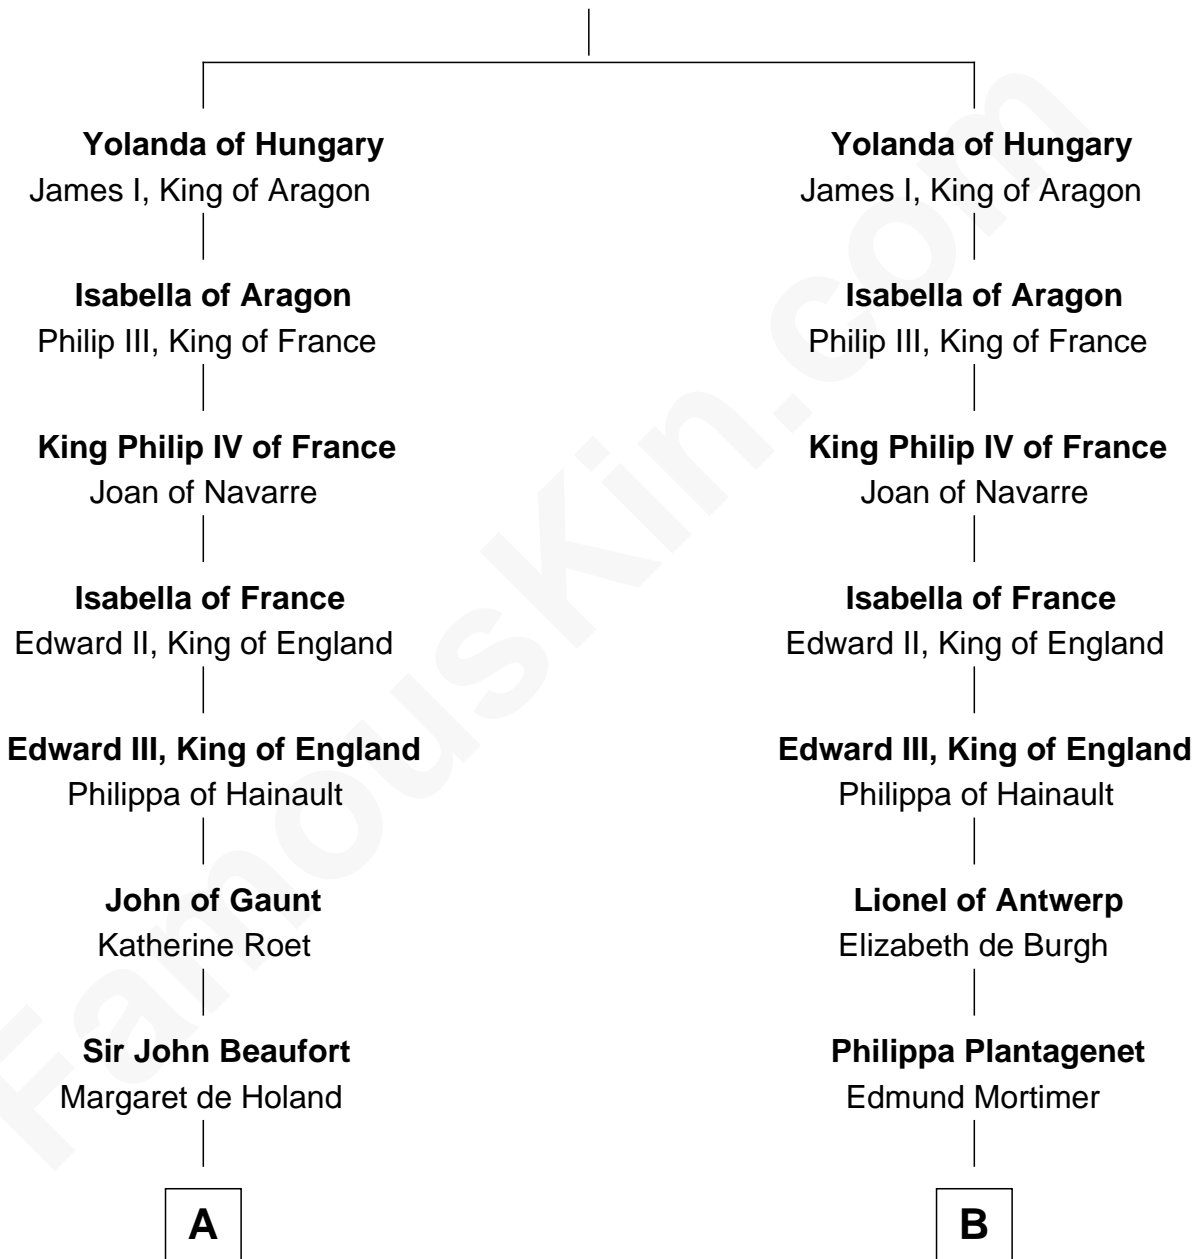 Yolanda of Hungary
James I, King of Aragon
Isabella of Aragon
Philip III, King of France
King Philip IV of France
Joan of Navarre
Isabella of France
Edward II, King of England
Edward III, King of England
Philippa of Hainault
John of Gaunt
Katherine Roet
Sir John Beaufort
Margaret de Holand
A
Yolanda of Hungary
James I, King of Aragon
Isabella of Aragon
Philip III, King of France
King Philip IV of France
Joan of Navarre
Isabella of France
Edward II, King of England
Edward III, King of England
Philippa of Hainault
Lionel of Antwerp
Elizabeth de Burgh
Philippa Plantagenet
Edmund Mortimer
B
FamousKin.com